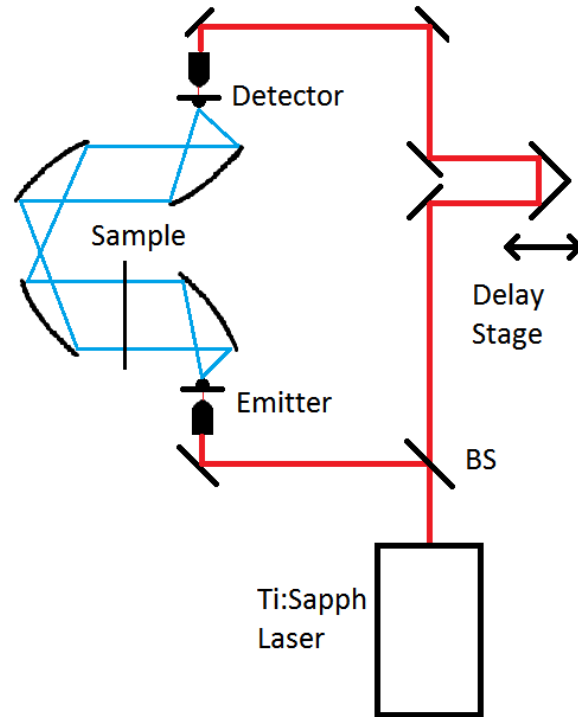 Detector
Sample
Delay
Stage
Emitter
BS
Ti:Sapph
Laser